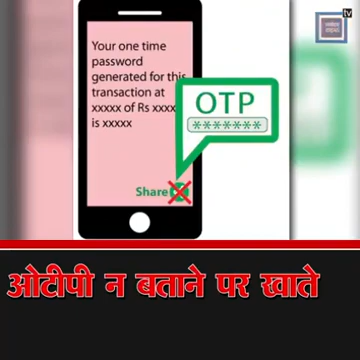 tv
Your one time
password
generated for this
transaction at
xxxxx of Rs xxxx
is xxxxx
OTP
*******
Share
ओटीपी न बताने पर खाते